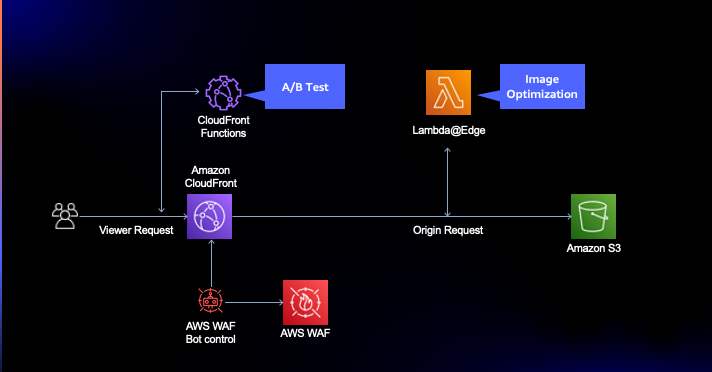 A/B Test
Image
Optimization
CloudFront
Functions
Lambda@Edge
Amazon
CloudFront
Viewer Request
Origin Request
Amazon S3
AWS WAF
Bot control
AWS WAF